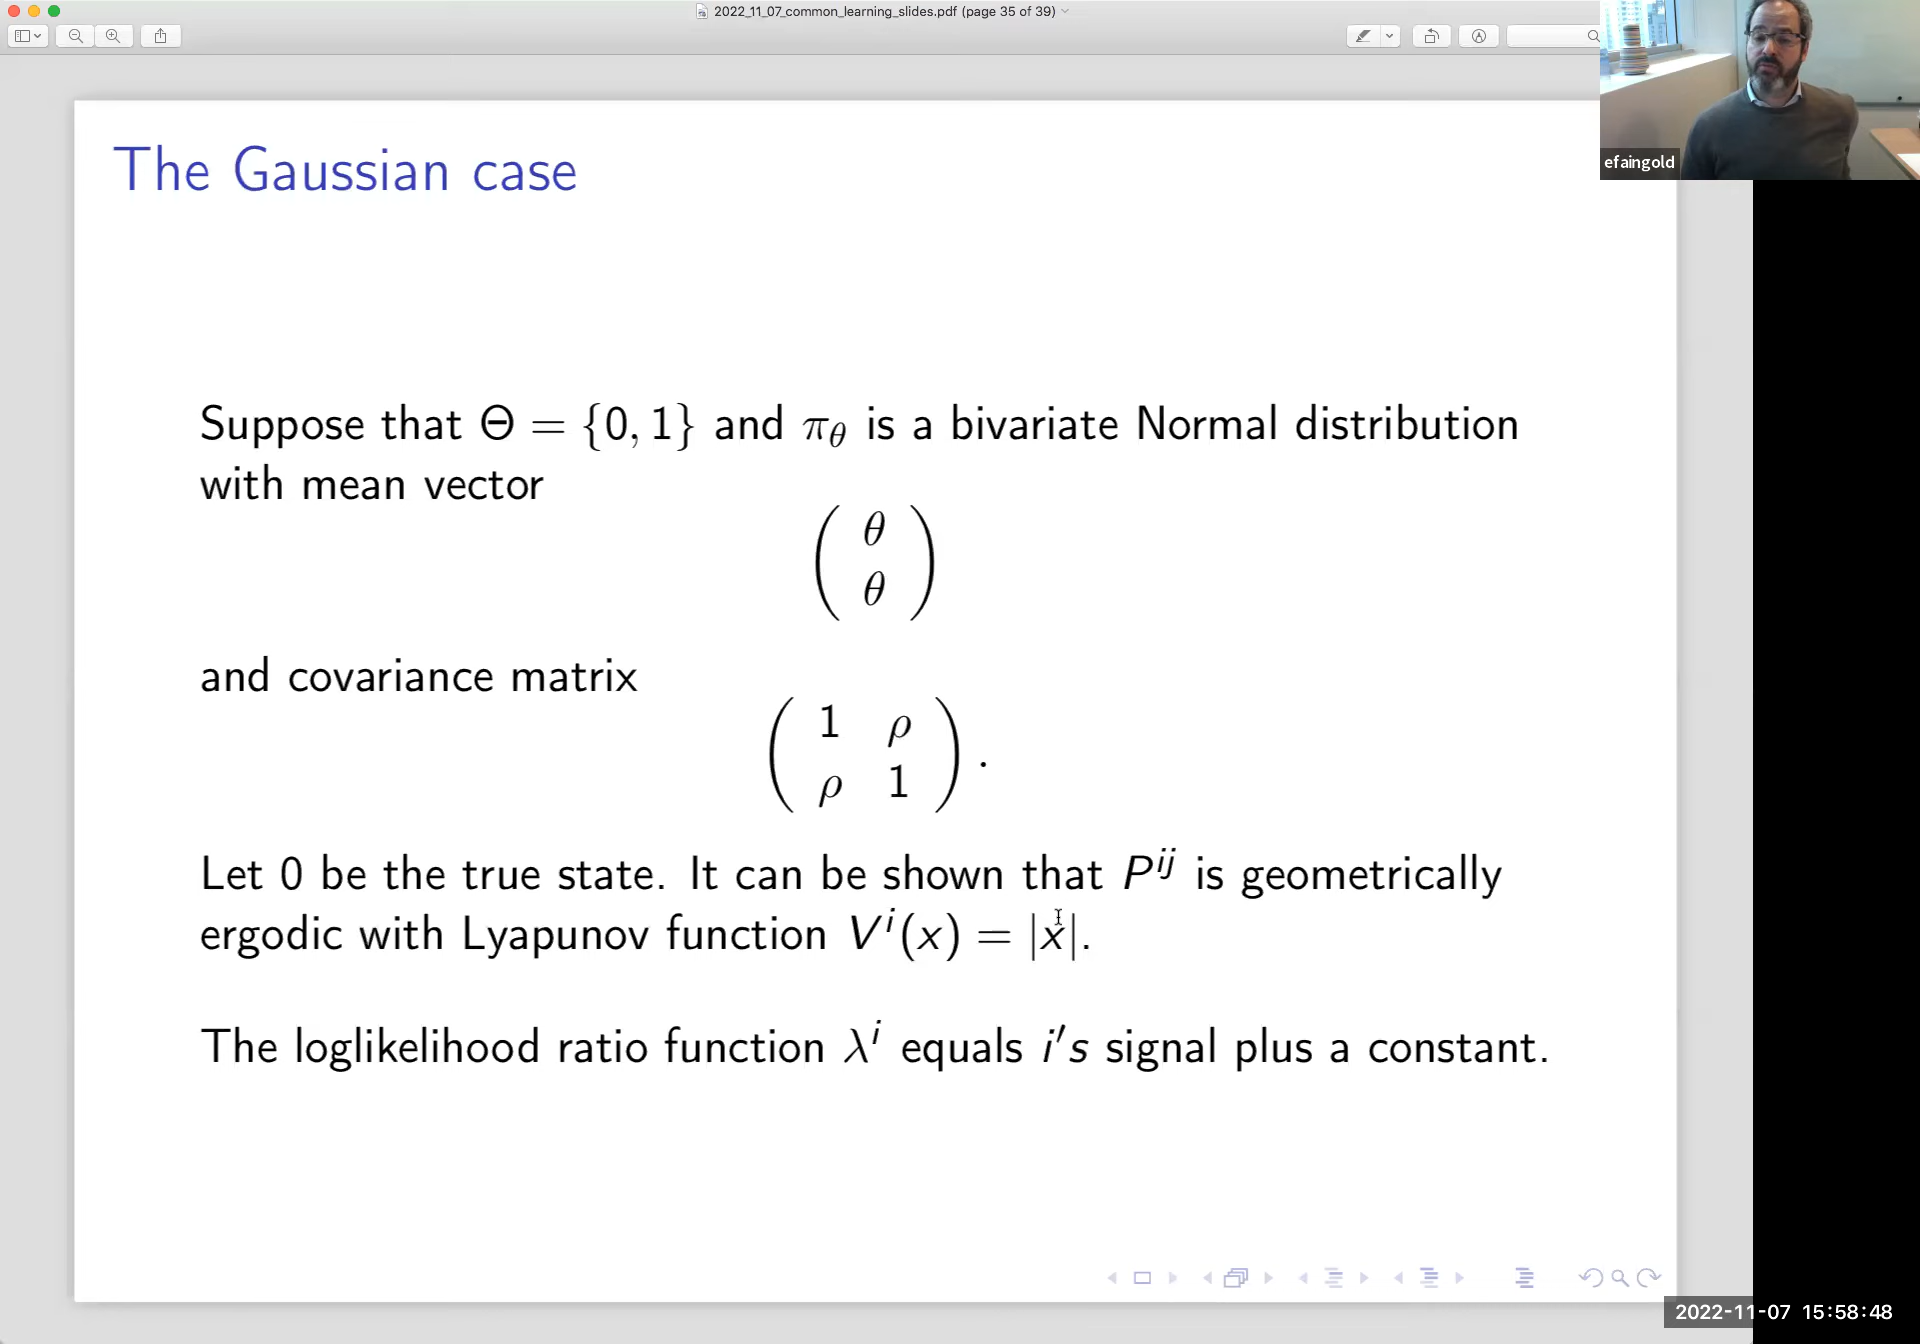 2022_11_07_common_learning_slides.pdf (page 35 of 39)
efaingold
The Gaussian case
Suppose that Θ = {0, 1} and π_θ is a bivariate Normal distribution
with mean vector
( θ
θ )
and covariance matrix
( 1 ρ
ρ 1 ) .
Let 0 be the true state. It can be shown that P^{ij} is geometrically
ergodic with Lyapunov function V^i(x) = |x|.
The loglikelihood ratio function λ^i equals i's signal plus a constant.
2022-11-07 15:58:48